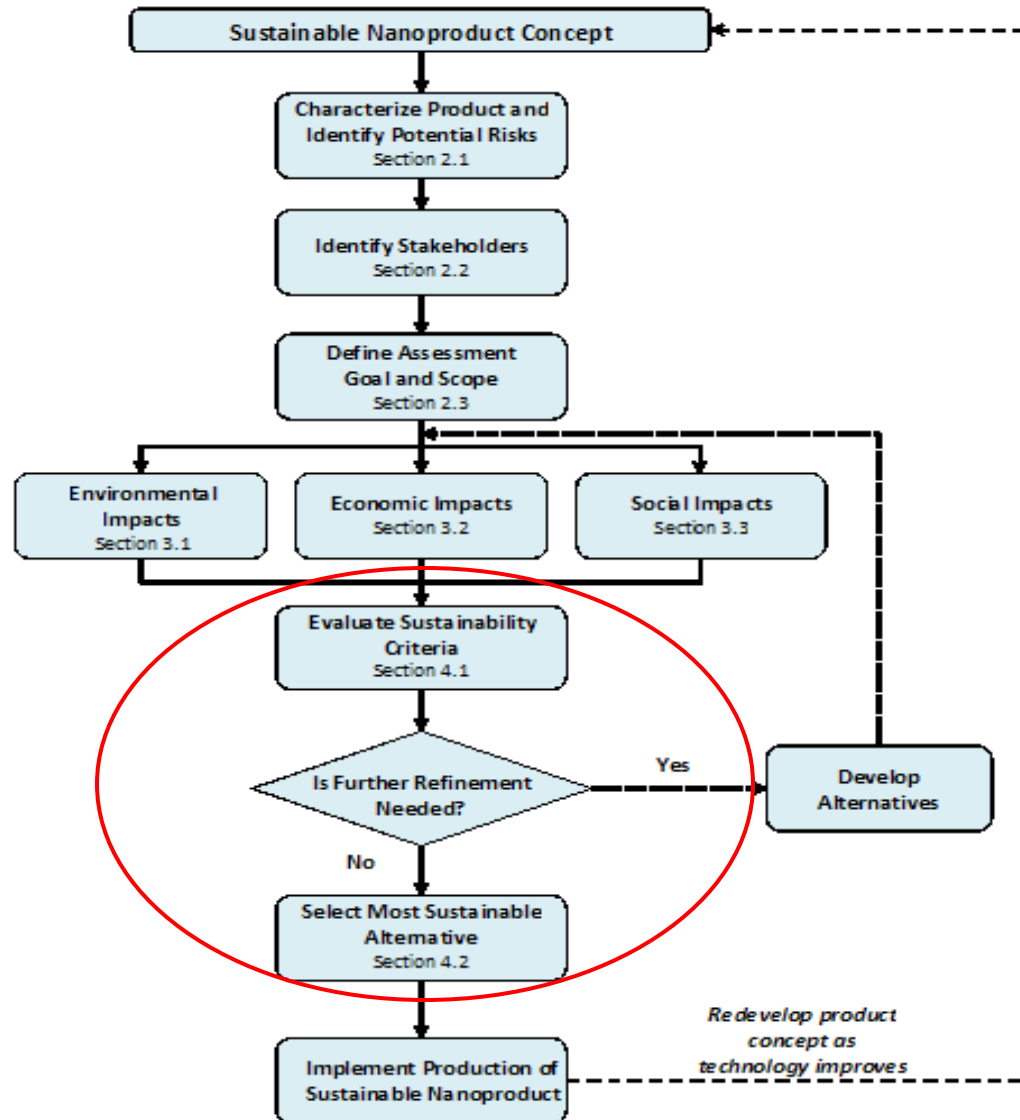 Sustainable Nanoproduct Concept
Characterize Product and
Identify Potential Risks
Section 2.1
Identify Stakeholders
Section 2.2
Define Assessment
Goal and Scope
Section 2.3
Environmental
Impacts
Section 3.1
Economic Impacts
Section 3.2
Social Impacts
Section 3.3
Evaluate Sustainability
Criteria
Section 4.1
Is Further Refinement
Needed?
Yes
Develop
Alternatives
No
Select Most Sustainable
Alternative
Section 4.2
Redevelop product
concept as
technology improves
Implement Production of
Sustainable Nanoproduct